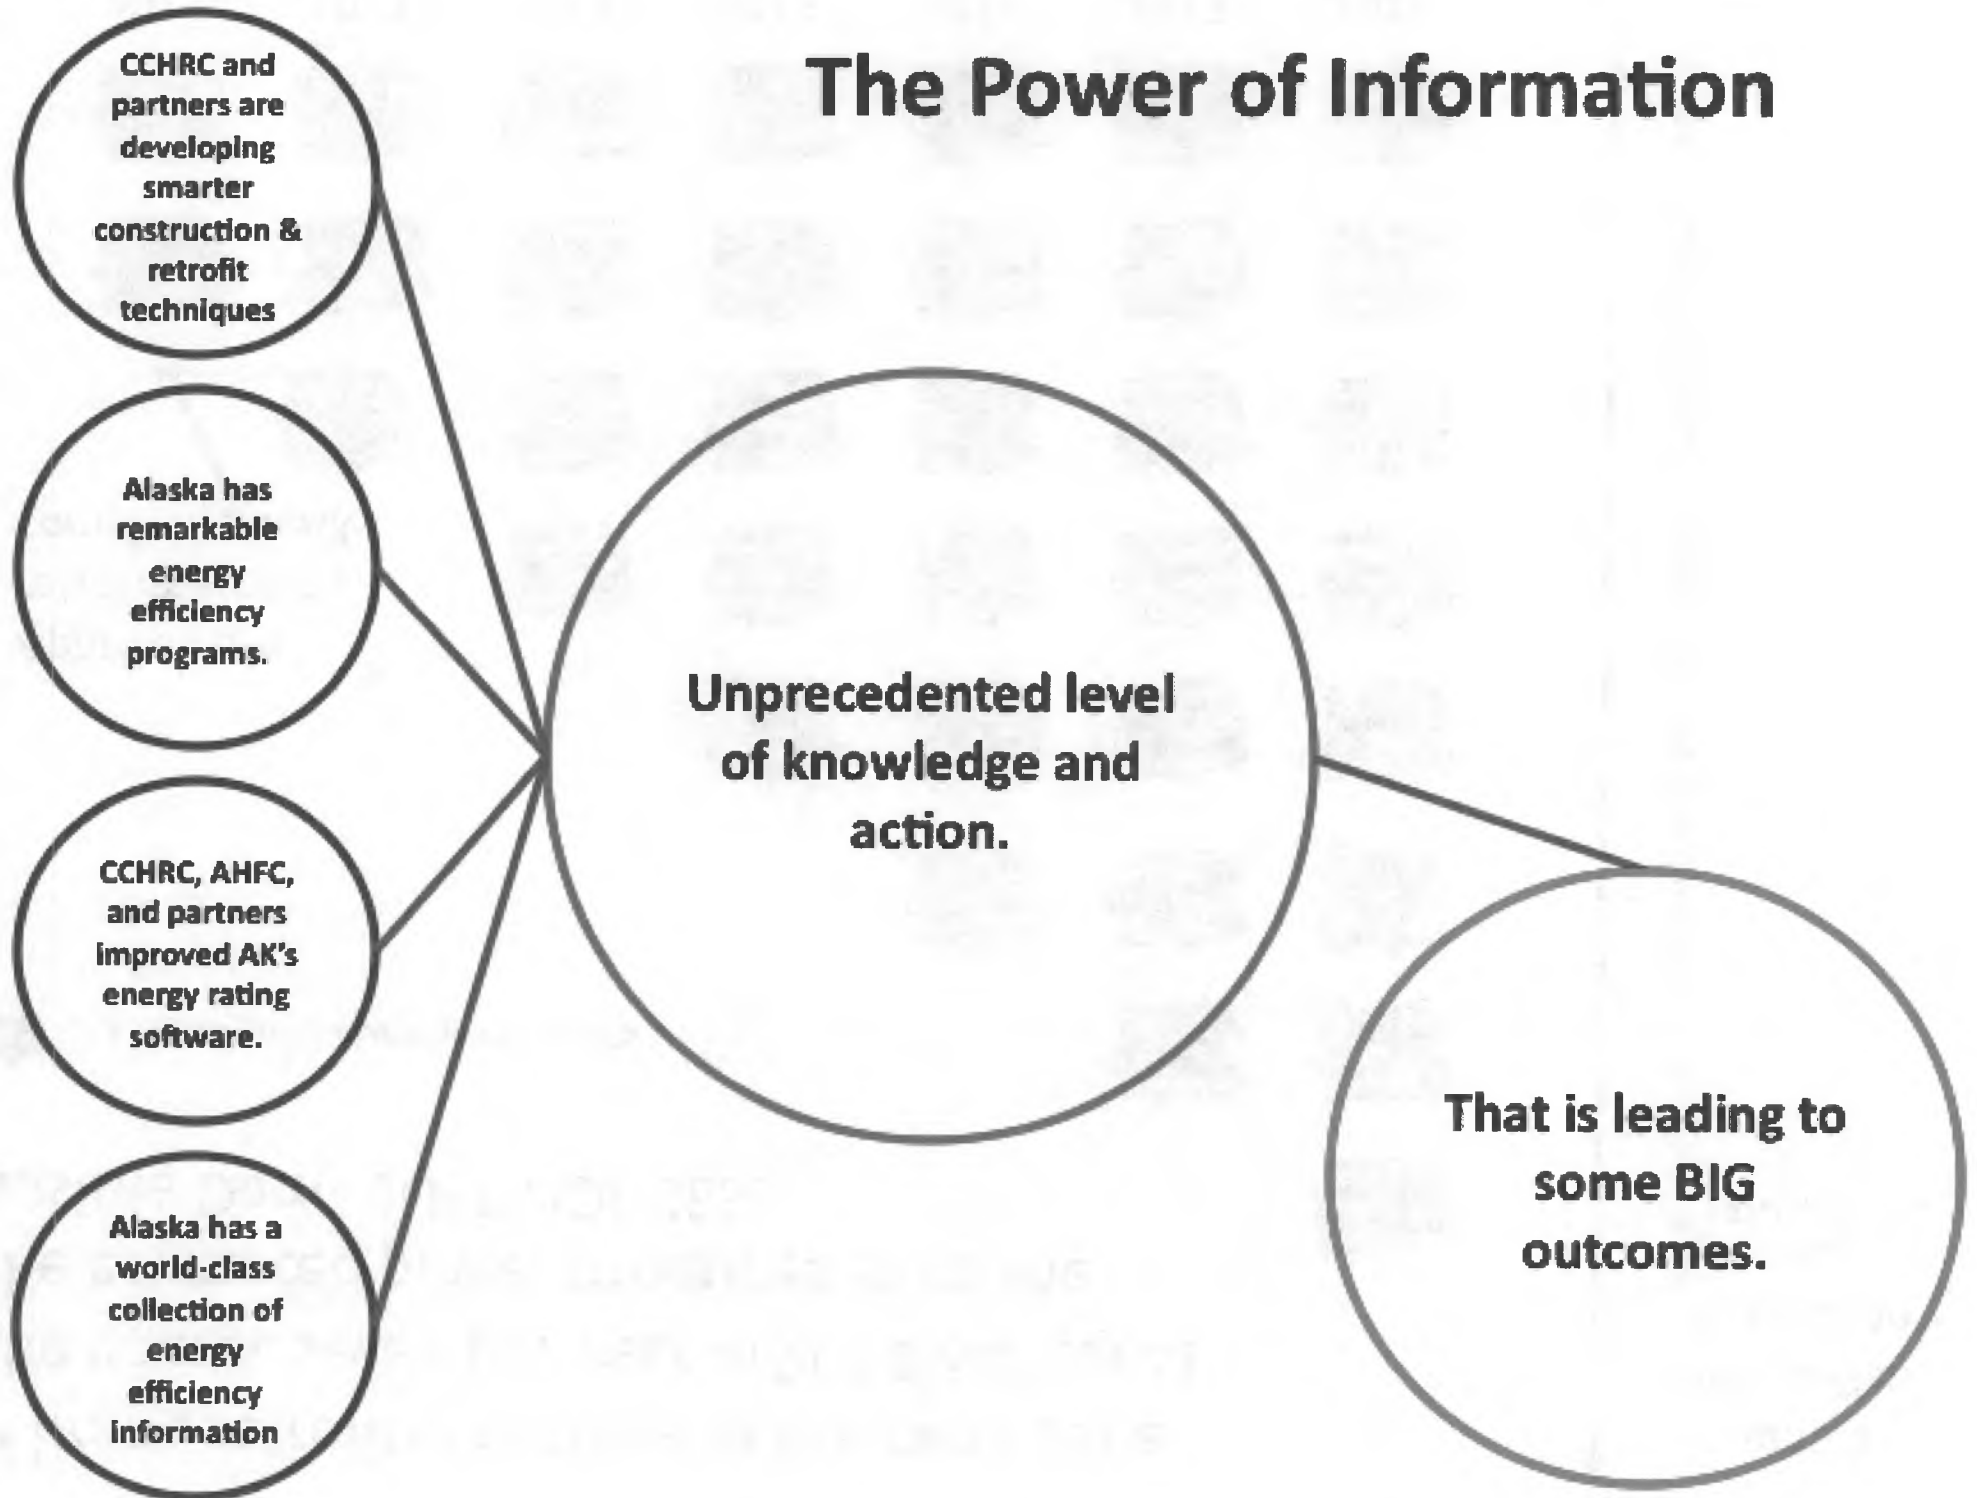 The Power of Information
CCHRC and
partners are
developing
smarter
construction &
retrofit
techniques
Alaska has
remarkable
energy
efficiency
programs.
CCHRC, AHFC,
and partners
improved AK's
energy rating
software.
Alaska has a
world-class
collection of
energy
efficiency
information
Unprecedented level
of knowledge and
action.
That is leading to
some BIG
outcomes.